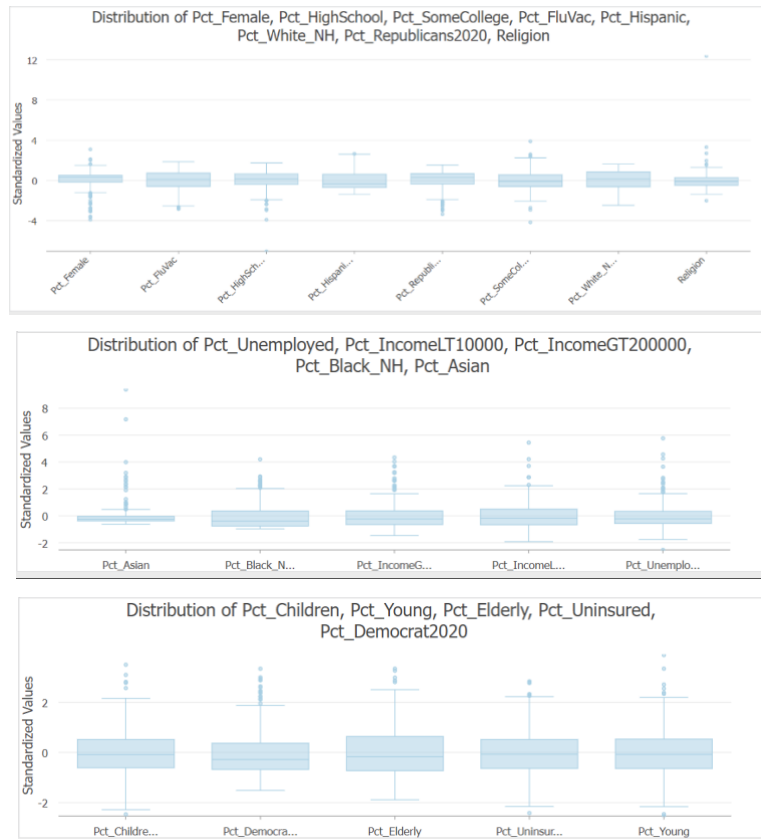 Distribution of Pct_Female, Pct_HighSchool, Pct_SomeCollege, Pct_FluVac, Pct_Hispanic,
Pct_White_NH, Pct_Republicans2020, Religion
Standardized Values
12
8
4
0
-4
Pct_Female
Pct_FluVac
Pct_HighSch...
Pct_Hispani...
Pct_Republi...
Pct_SomeCol...
Pct_White_N...
Religion
Distribution of Pct_Unemployed, Pct_IncomeLT10000, Pct_IncomeGT200000,
Pct_Black_NH, Pct_Asian
Standardized Values
8
6
4
2
0
-2
Pct_Asian
Pct_Black_N...
Pct_IncomeG...
Pct_IncomeL...
Pct_Unemplo...
Distribution of Pct_Children, Pct_Young, Pct_Elderly, Pct_Uninsured,
Pct_Democrat2020
Standardized Values
2
0
-2
Pct_Childre...
Pct_Democra...
Pct_Elderly
Pct_Uninsur...
Pct_Young